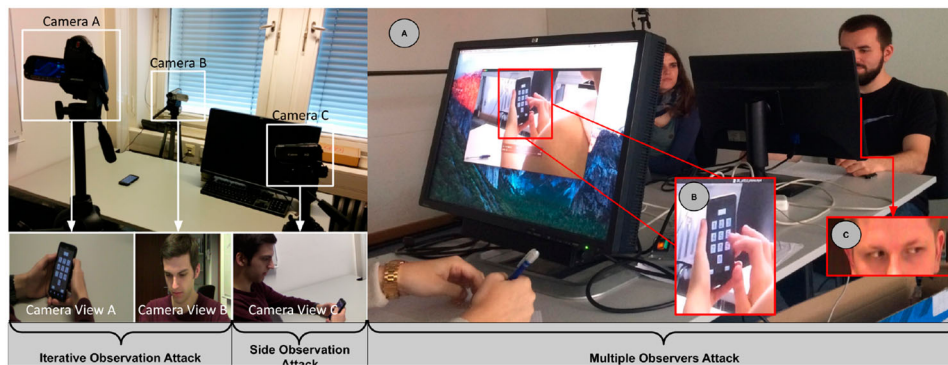 Camera A
Camera B
Camera C
Camera View A
Camera View B
Camera View C
Iterative Observation Attack
Side Observation
Attack
A
B
C
Multiple Observers Attack